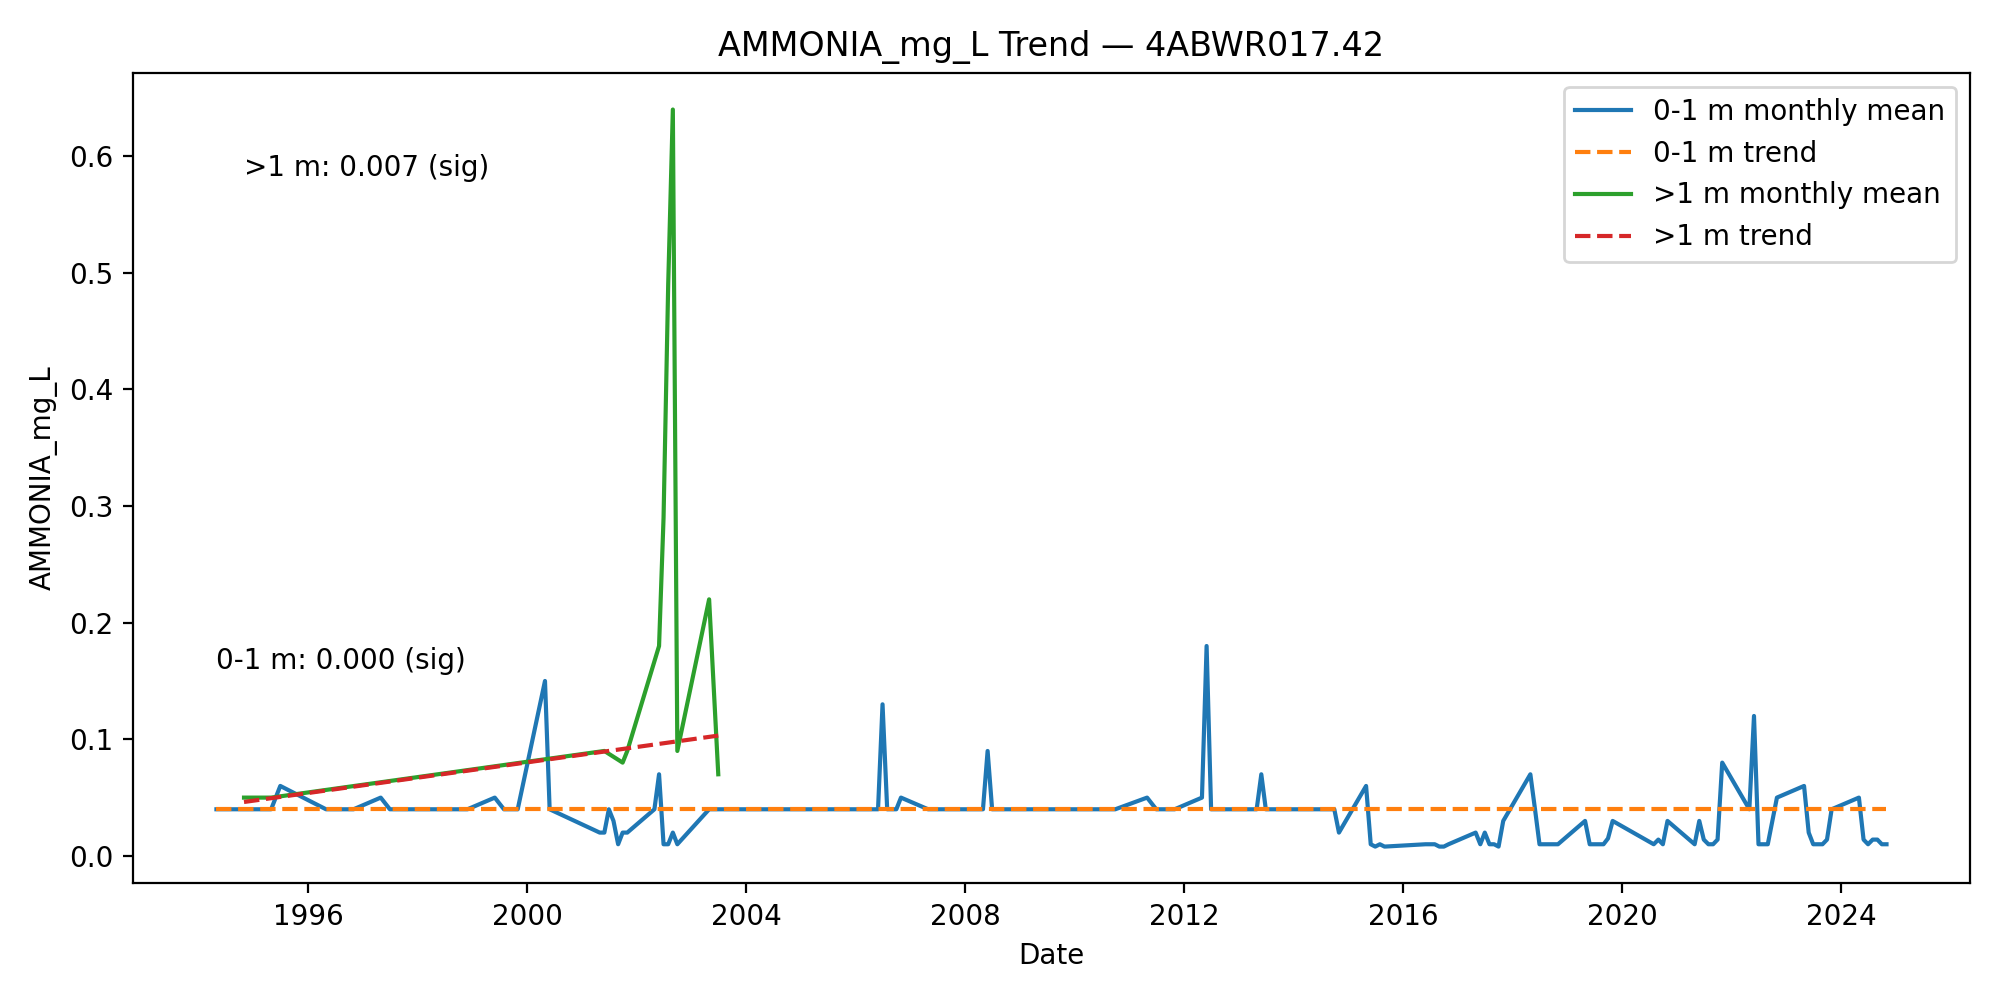 AMMONIA_mg_L Trend — 4ABWR017.42
0-1 m monthly mean
0-1 m trend
>1 m monthly mean
>1 m trend
>1 m: 0.007 (sig)
0-1 m: 0.000 (sig)
AMMONIA_mg_L
0.6
0.5
0.4
0.3
0.2
0.1
0.0
1996 2000 2004 2008 2012 2016 2020 2024
Date